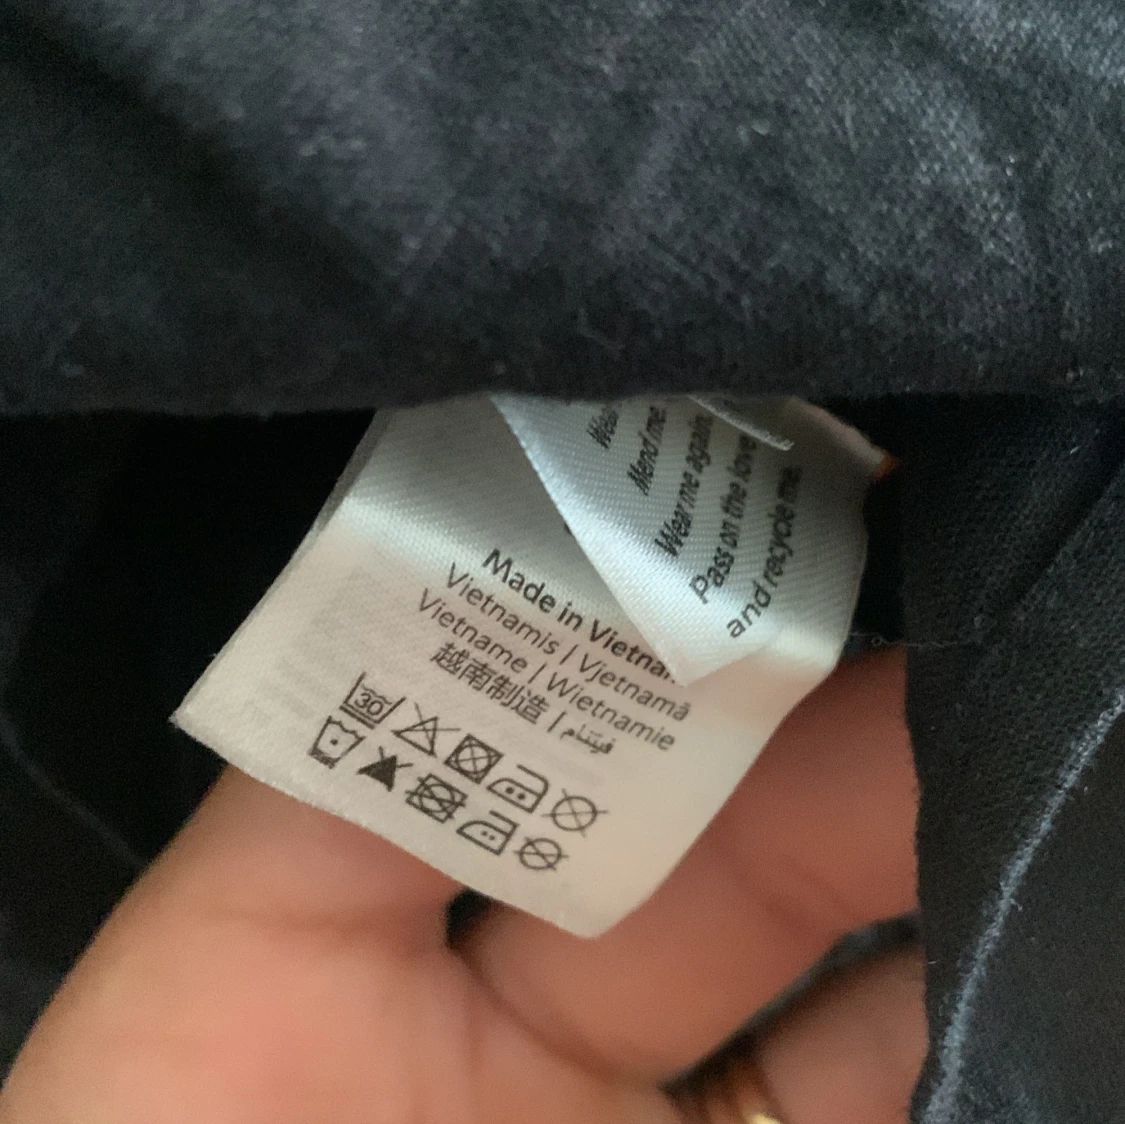 Mend me.
Wear me again.
Pass on the love
and recycle me.
Made in
Vietnamis | Vjetnamā
Vietname | Wietnamie
越南制造 | فيتنام
30